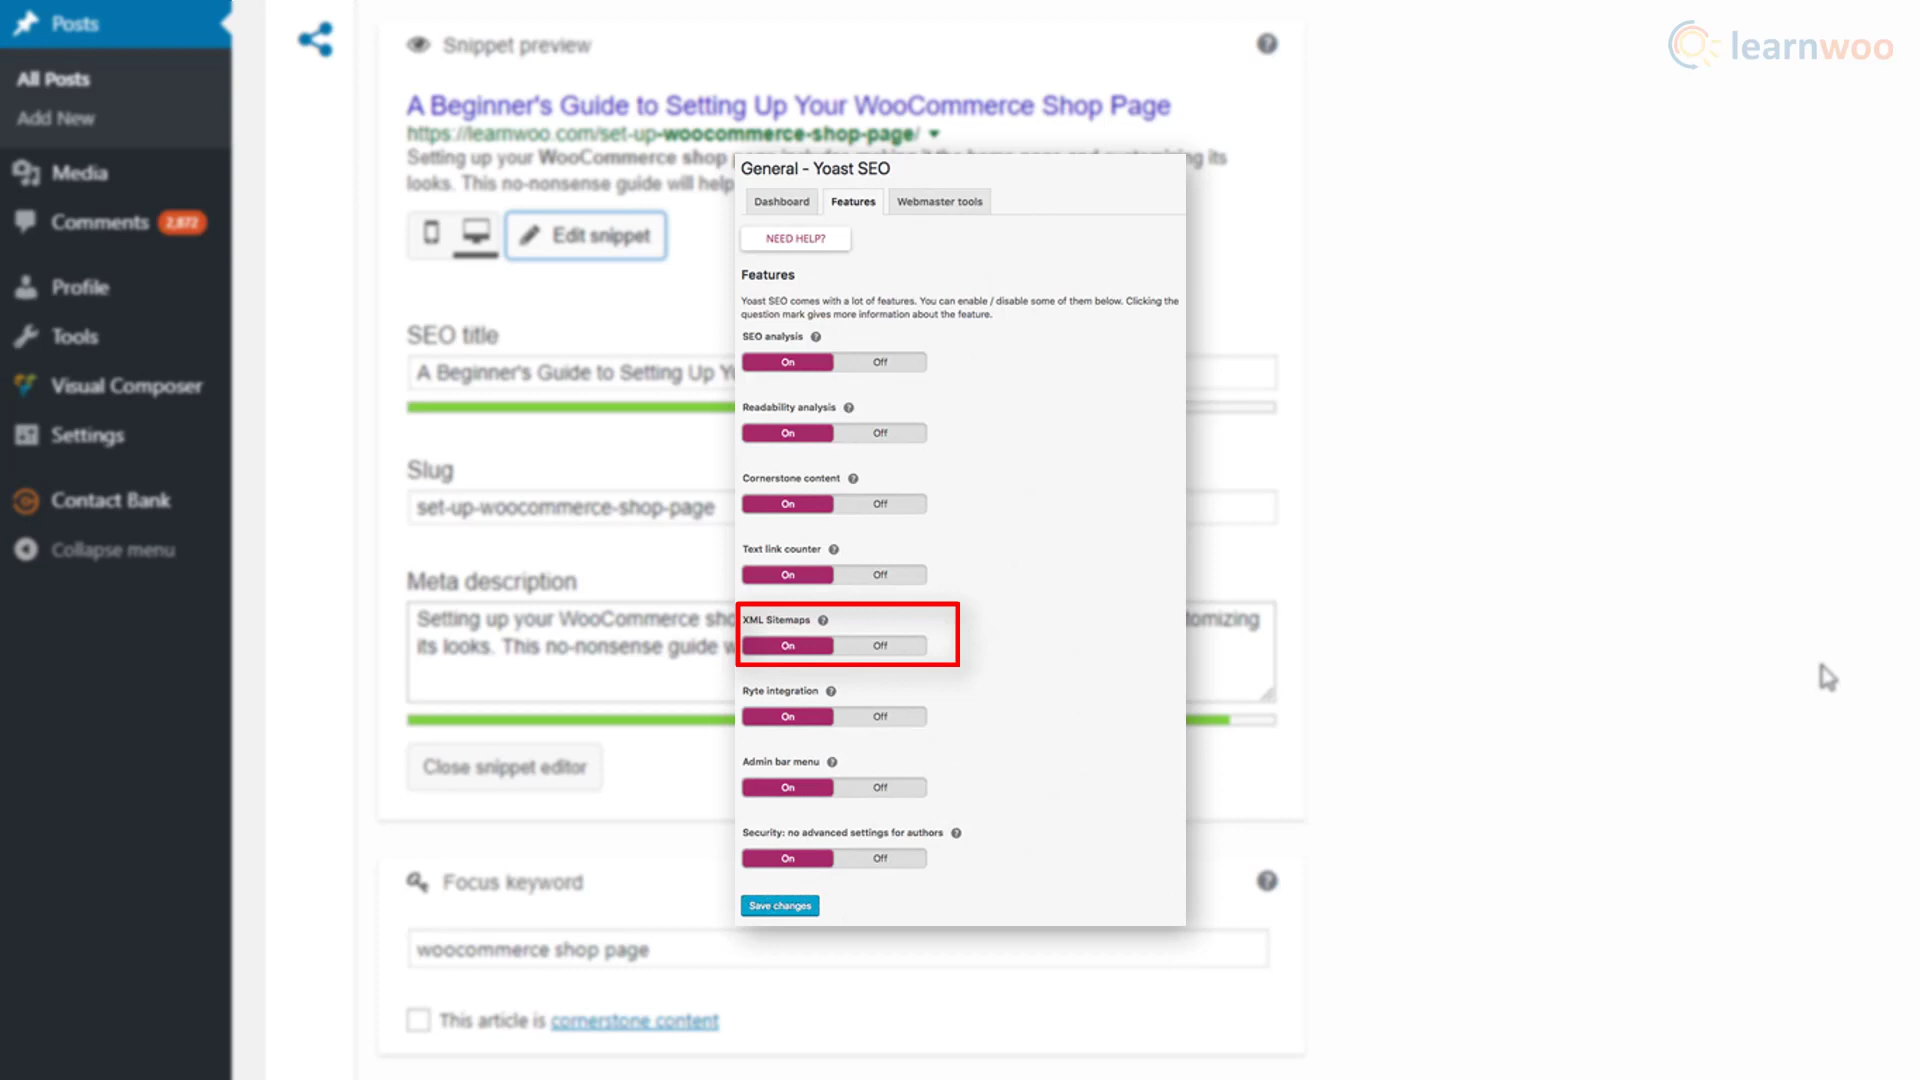 Posts
All Posts
Add New
Media
Comments 2,872
Profile
Tools
Visual Composer
Settings
Contact Bank
Collapse menu
learnwoo
Snippet preview
A Beginner's Guide to Setting Up Your WooCommerce Shop Page
https://learnwoo.com/set-up-woocommerce-shop-page/
Setting up your WooCommerce shop
its
looks. This no-nonsense guide will help
Edit snippet
SEO title
A Beginner's Guide to Setting Up
Slug
set-up-woocommerce-shop-page
Meta description
Setting up your WooCommerce
its looks. This no-nonsense guide
Close snippet editor
Focus keyword
woocommerce shop page
This article is cornerstone content
General - Yoast SEO
Dashboard
Features
Webmaster tools
NEED HELP?
Features
Yoast SEO comes with a lot of features. You can enable / disable some of them below. Clicking the
question mark gives more information about the feature.
SEO analysis
On Off
Readability analysis
On Off
Cornerstone content
On Off
Text link counter
On Off
XML Sitemaps
On Off
Ryte integration
On Off
Admin bar menu
On Off
Security: no advanced settings for authors
On Off
Save changes